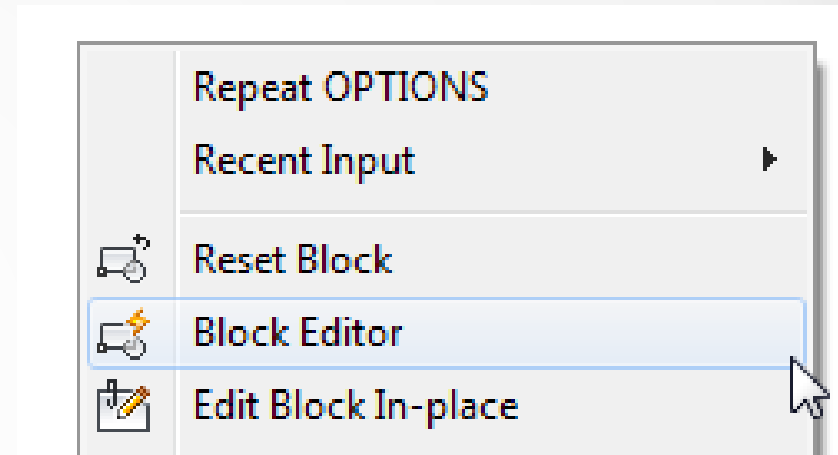 Repeat OPTIONS
Recent Input
Reset Block
Block Editor
Edit Block In-place